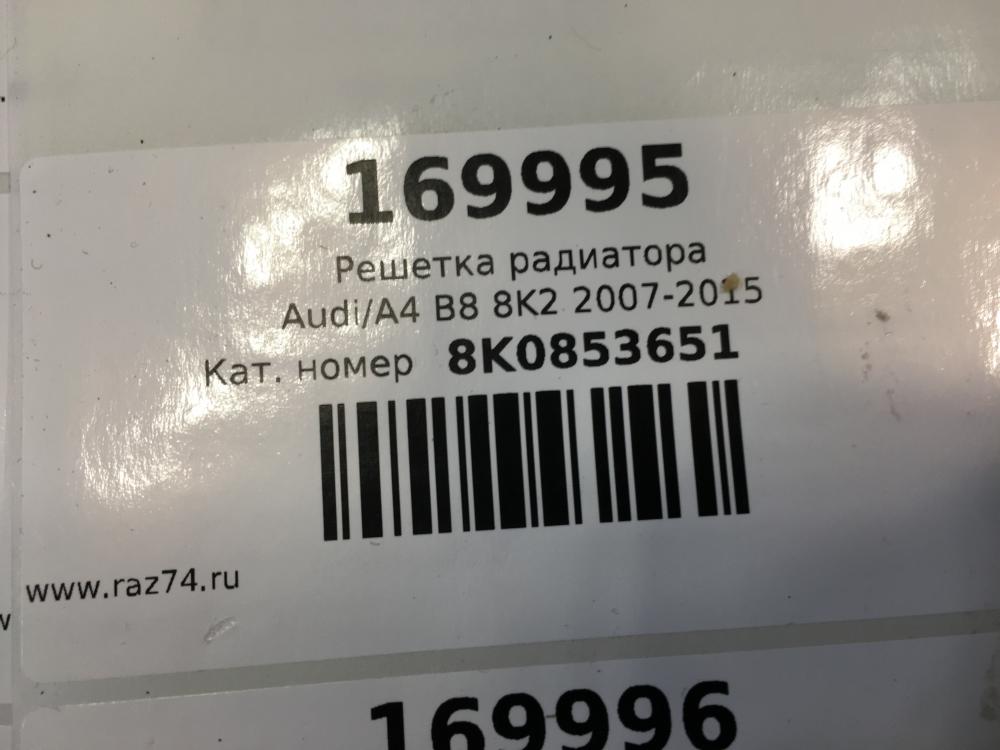 169995
Решетка радиатора
Audi/A4 B8 8K2 2007-2015
Кат. номер 8K0853651
www.raz74.ru
w
169996